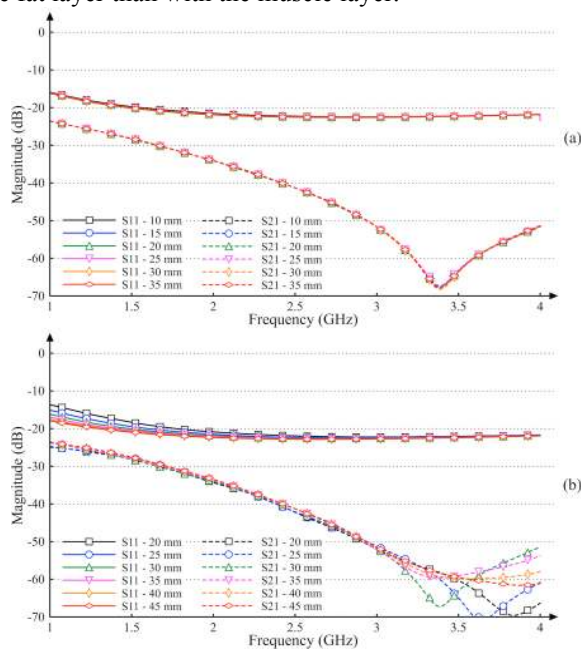 fat layer than with the muscle layer.
0
-10
-20
-30
-40
-50
-60
-70
Magnitude (dB)
S11 - 10 mm S21 - 10 mm
S11 - 15 mm S21 - 15 mm
S11 - 20 mm S21 - 20 mm
S11 - 25 mm S21 - 25 mm
S11 - 30 mm S21 - 30 mm
S11 - 35 mm S21 - 35 mm
(a)
1 1.5 2 2.5 3 3.5 4
Frequency (GHz)
0
-10
-20
-30
-40
-50
-60
-70
Magnitude (dB)
S11 - 20 mm S21 - 20 mm
S11 - 25 mm S21 - 25 mm
S11 - 30 mm S21 - 30 mm
S11 - 35 mm S21 - 35 mm
S11 - 40 mm S21 - 40 mm
S11 - 45 mm S21 - 45 mm
(b)
1 1.5 2 2.5 3 3.5 4
Frequency (GHz)